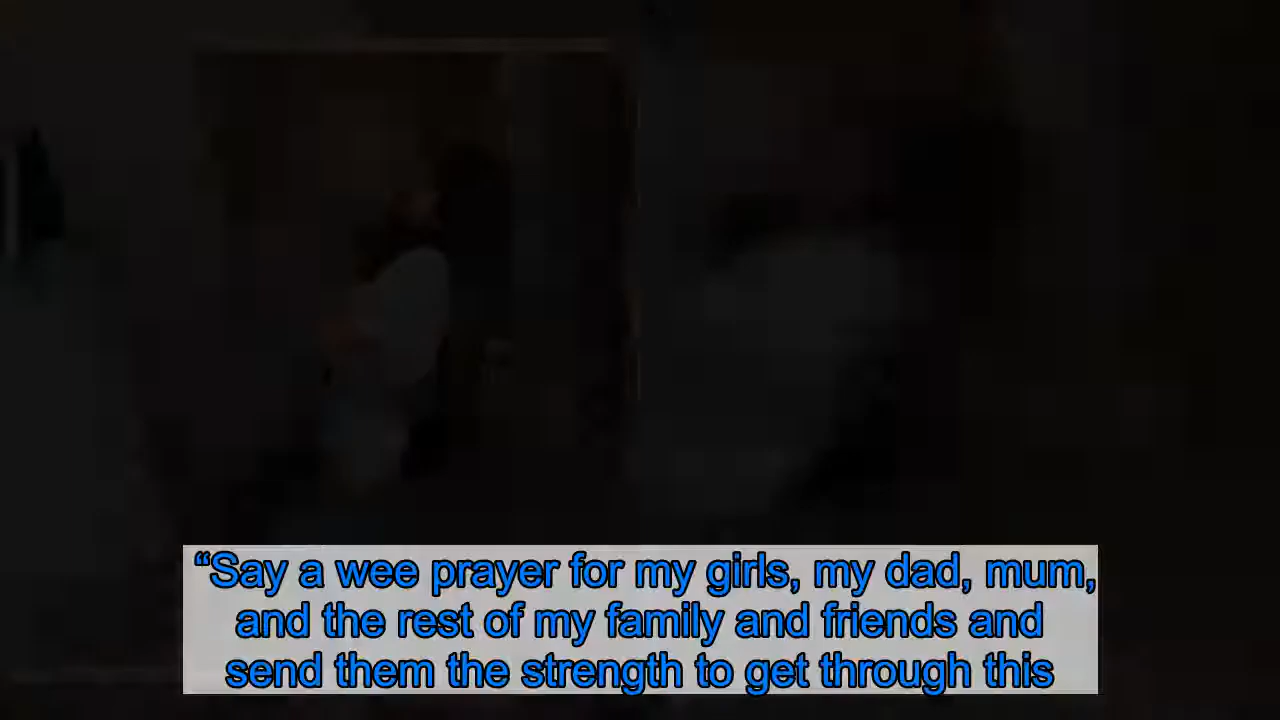 “Say a wee prayer for my girls, my dad, mum,
and the rest of my family and friends and
send them the strength to get through this